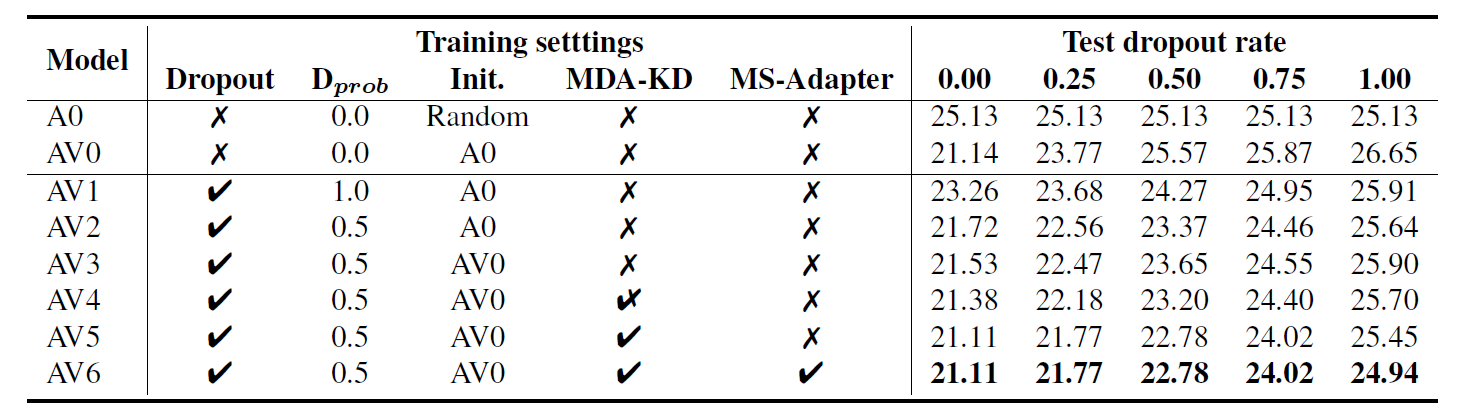 Model Training setttings Test dropout rate
Dropout D_prob Init. MDA-KD MS-Adapter 0.00 0.25 0.50 0.75 1.00
A0 ✗ 0.0 Random ✗ ✗ 25.13 25.13 25.13 25.13 25.13
AV0 ✗ 0.0 A0 ✗ ✗ 21.14 23.77 25.57 25.87 26.65
AV1 ✔ 1.0 A0 ✗ ✗ 23.26 23.68 24.27 24.95 25.91
AV2 ✔ 0.5 A0 ✗ ✗ 21.72 22.56 23.37 24.46 25.64
AV3 ✔ 0.5 AV0 ✗ ✗ 21.53 22.47 23.65 24.55 25.90
AV4 ✔ 0.5 AV0 ✔✗ ✗ 21.38 22.18 23.20 24.40 25.70
AV5 ✔ 0.5 AV0 ✔ ✗ 21.11 21.77 22.78 24.02 25.45
AV6 ✔ 0.5 AV0 ✔ ✔ 21.11 21.77 22.78 24.02 24.94